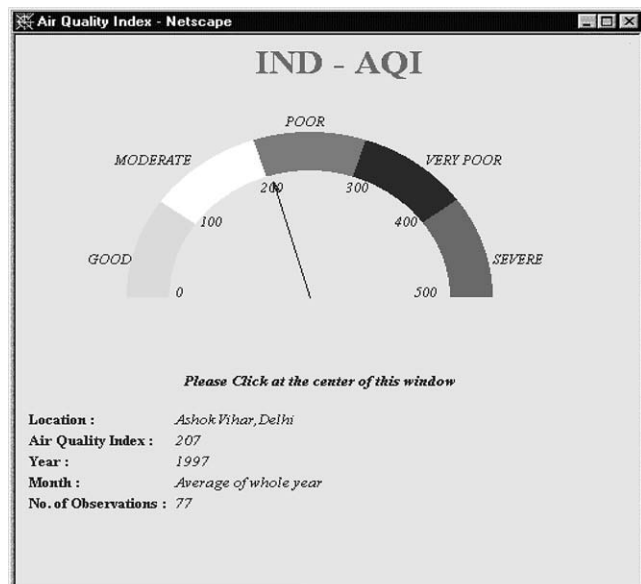 Air Quality Index - Netscape
IND - AQI
POOR
MODERATE
VERY POOR
200
300
100
400
GOOD
SEVERE
0
500
Please Click at the center of this window
Location : Ashok Vihar,Delhi
Air Quality Index : 207
Year : 1997
Month : Average of whole year
No. of Observations : 77